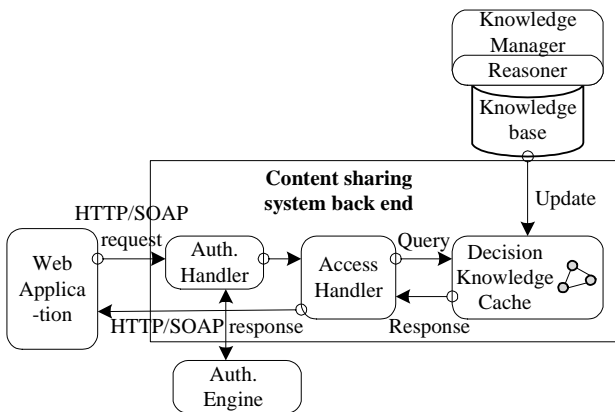 Knowledge
Manager
Reasoner
Knowledge
base
Content sharing
system back end
Update
HTTP/SOAP
request
Web
Applica
-tion
Auth.
Handler
Access
Handler
Query
Decision
Knowledge
Cache
HTTP/SOAP response
Response
Auth.
Engine